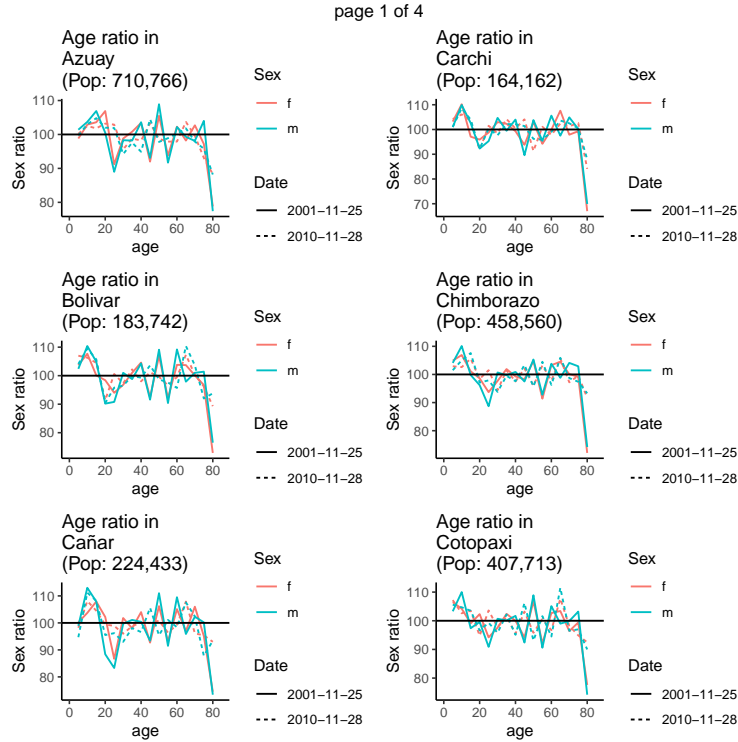 page 1 of 4
Age ratio in
Azuay
(Pop: 710,766)
Sex ratio
110
100
90
80
0 20 40 60 80
age
Sex
f
m
Date
2001−11−25
2010−11−28
Age ratio in
Carchi
(Pop: 164,162)
Sex ratio
110
100
90
80
70
0 20 40 60 80
age
Sex
f
m
Date
2001−11−25
2010−11−28
Age ratio in
Bolivar
(Pop: 183,742)
Sex ratio
110
100
90
80
0 20 40 60 80
age
Sex
f
m
Date
2001−11−25
2010−11−28
Age ratio in
Chimborazo
(Pop: 458,560)
Sex ratio
110
100
90
80
0 20 40 60 80
age
Sex
f
m
Date
2001−11−25
2010−11−28
Age ratio in
Cañar
(Pop: 224,433)
Sex ratio
110
100
90
80
0 20 40 60 80
age
Sex
f
m
Date
2001−11−25
2010−11−28
Age ratio in
Cotopaxi
(Pop: 407,713)
Sex ratio
110
100
90
80
0 20 40 60 80
age
Sex
f
m
Date
2001−11−25
2010−11−28